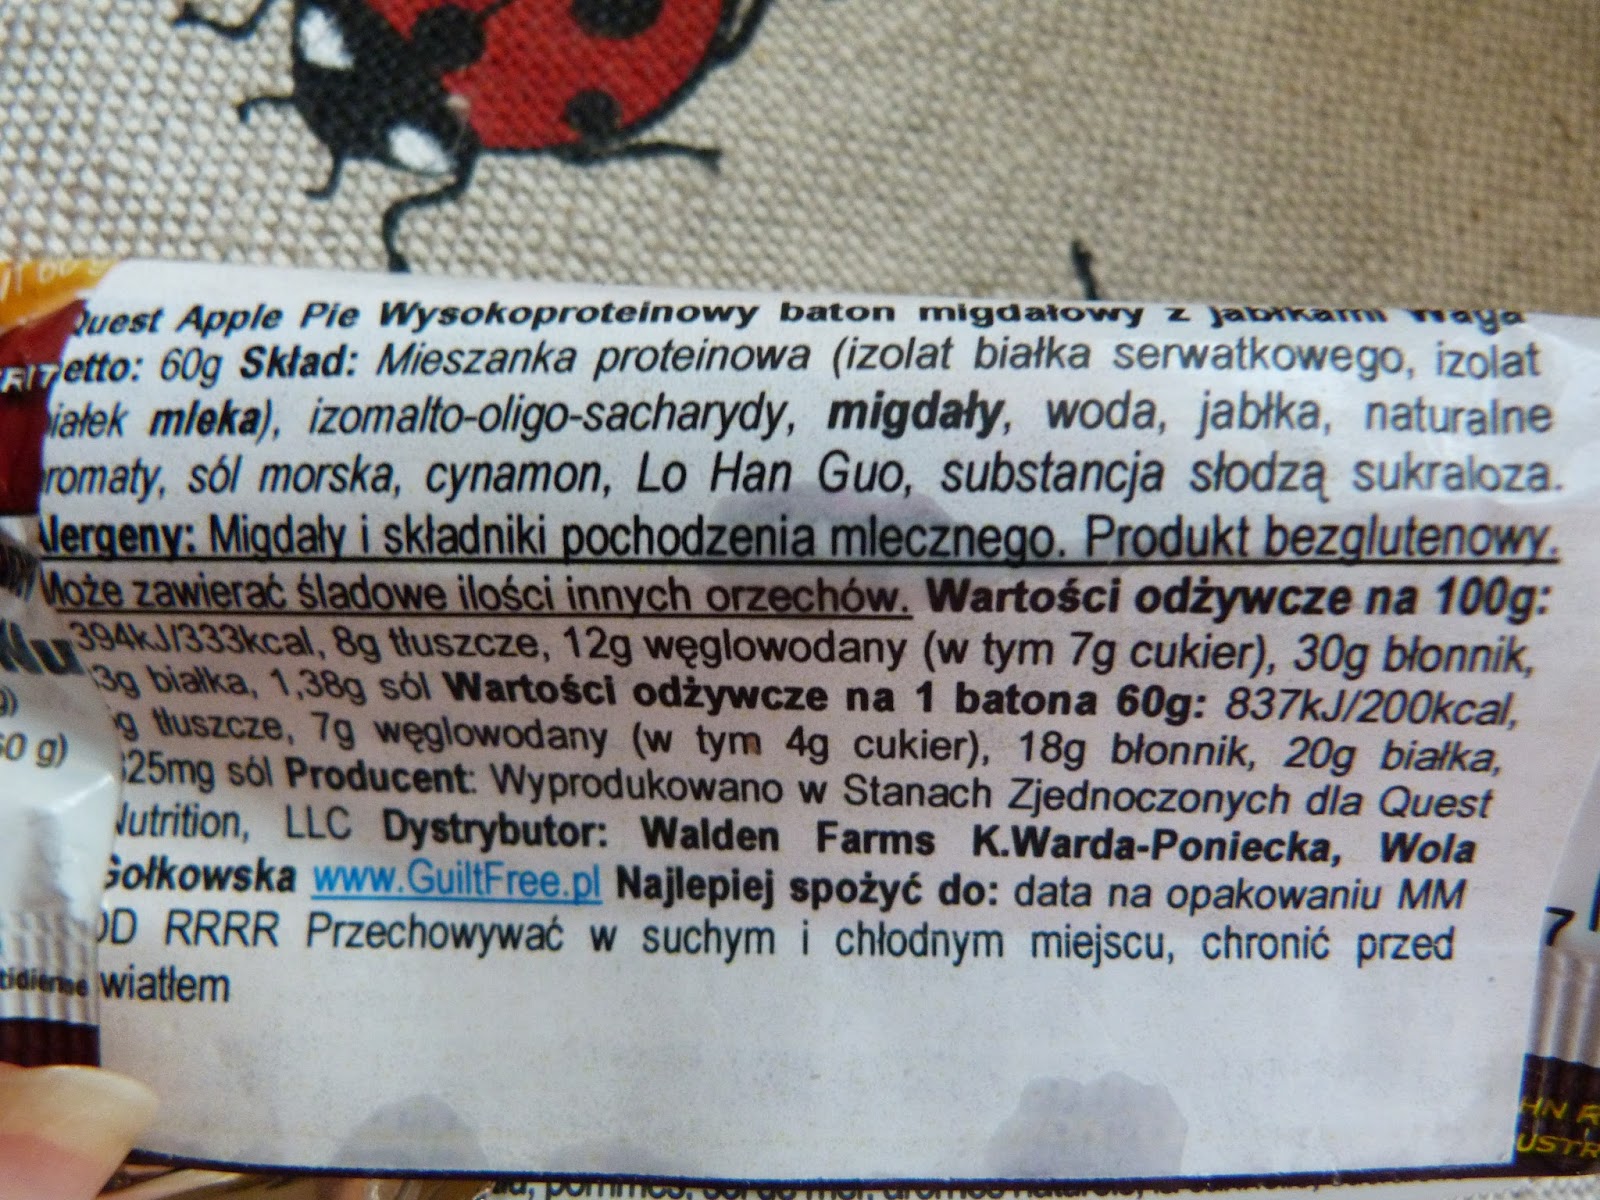 Quest Apple Pie Wysokoproteinowy baton migdałowy z jabłkami Waga
etto: 60g Skład: Mieszanka proteinowa (izolat białka serwatkowego, izolat
iałek mleka), izomalto-oligo-sacharydy, migdały, woda, jabłka, naturalne
romaty, sól morska, cynamon, Lo Han Guo, substancja słodzą sukraloza.
lergeny: Migdały i składniki pochodzenia mlecznego. Produkt bezglutenowy.
Może zawierać śladowe ilości innych orzechów. Wartości odżywcze na 100g:
394kJ/333kcal, 8g tłuszcze, 12g węglowodany (w tym 7g cukier), 30g błonnik,
3g białka, 1,38g sól Wartości odżywcze na 1 batona 60g: 837kJ/200kcal,
g tłuszcze, 7g węglowodany (w tym 4g cukier), 18g błonnik, 20g białka,
25mg sól Producent: Wyprodukowano w Stanach Zjednoczonych dla Quest
Nutrition, LLC Dystrybutor: Walden Farms K.Warda-Poniecka, Wola
Gołkowska www.GuiltFree.pl Najlepiej spożyć do: data na opakowaniu MM
DD RRRR Przechowywać w suchym i chłodnym miejscu, chronić przed
wiatłem